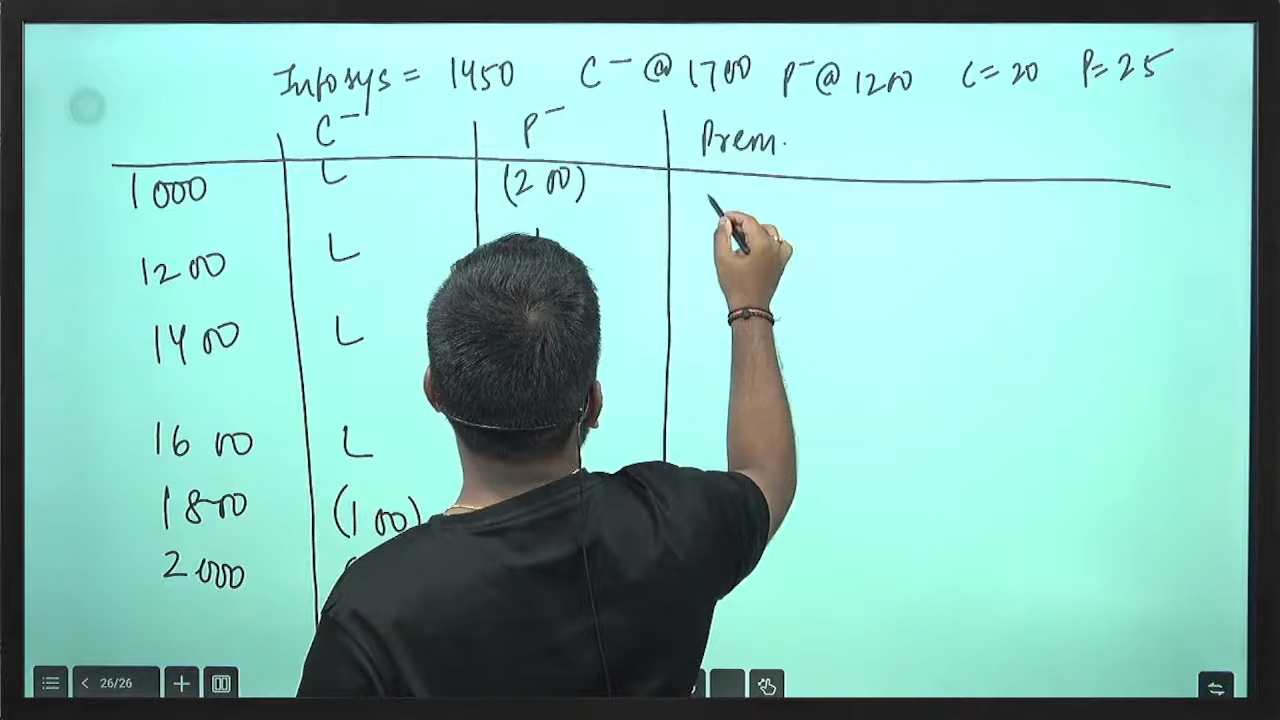 Infosys = 1450 C⁻ @ 1700 P⁻ @ 1200 C=20 P=25
C⁻ P⁻ Prem.
1000 L (200)
1200 L
1400 L
1600 L
1800 (100)
2000
26/26